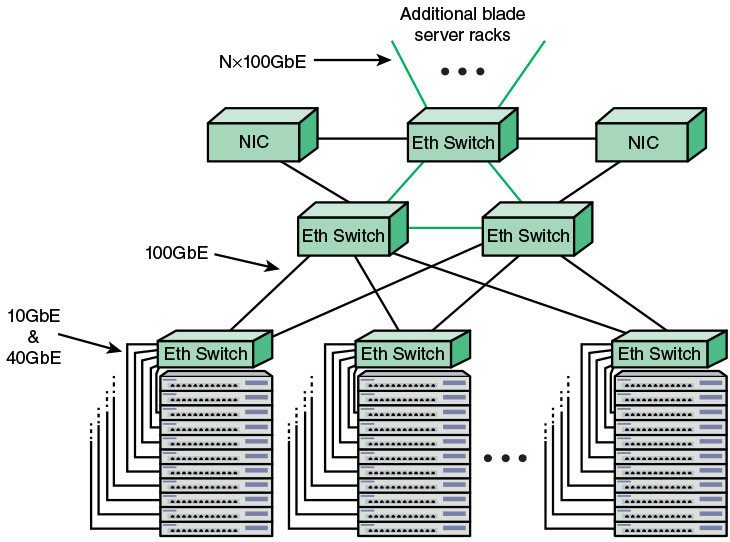 Additional blade
server racks
N×100GbE
NIC
Eth Switch
NIC
Eth Switch
Eth Switch
100GbE
10GbE
&
40GbE
Eth Switch
Eth Switch
Eth Switch